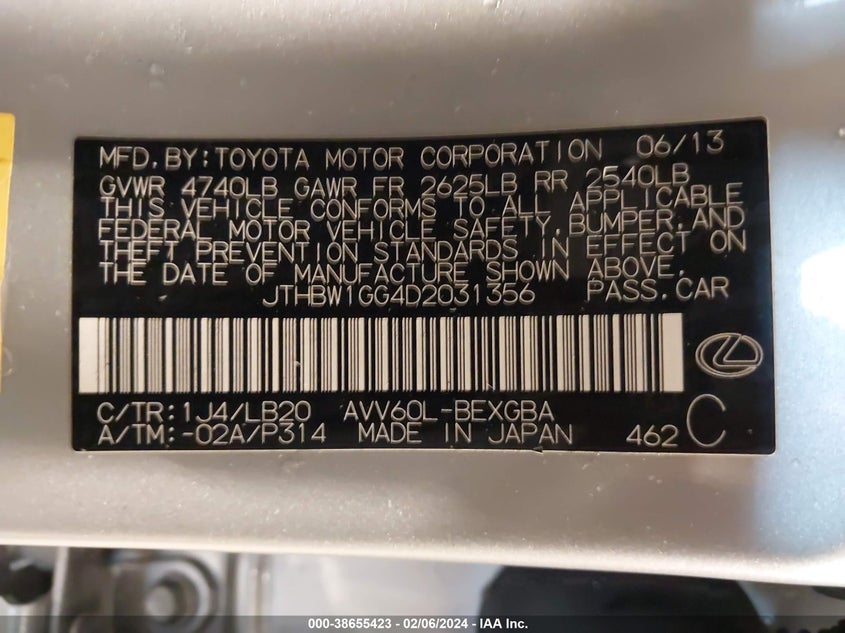 MFD. BY: TOYOTA MOTOR CORPORATION 06/13
GVWR 4740LB GAWR FR 2625LB RR 2540LB
THIS VEHICLE CONFORMS TO ALL APPLICABLE
FEDERAL MOTOR VEHICLE SAFETY, BUMPER, AND
THEFT PREVENTION STANDARDS IN EFFECT ON
THE DATE OF MANUFACTURE SHOWN ABOVE.
JTHBW1GG4D2031356 PASS. CAR
C/TR: 1J4/LB20 AVV60L-BEXGBA
A/TM: -02A/P314 MADE IN JAPAN 462 C
000-38655423 - 02/06/2024 - IAA Inc.